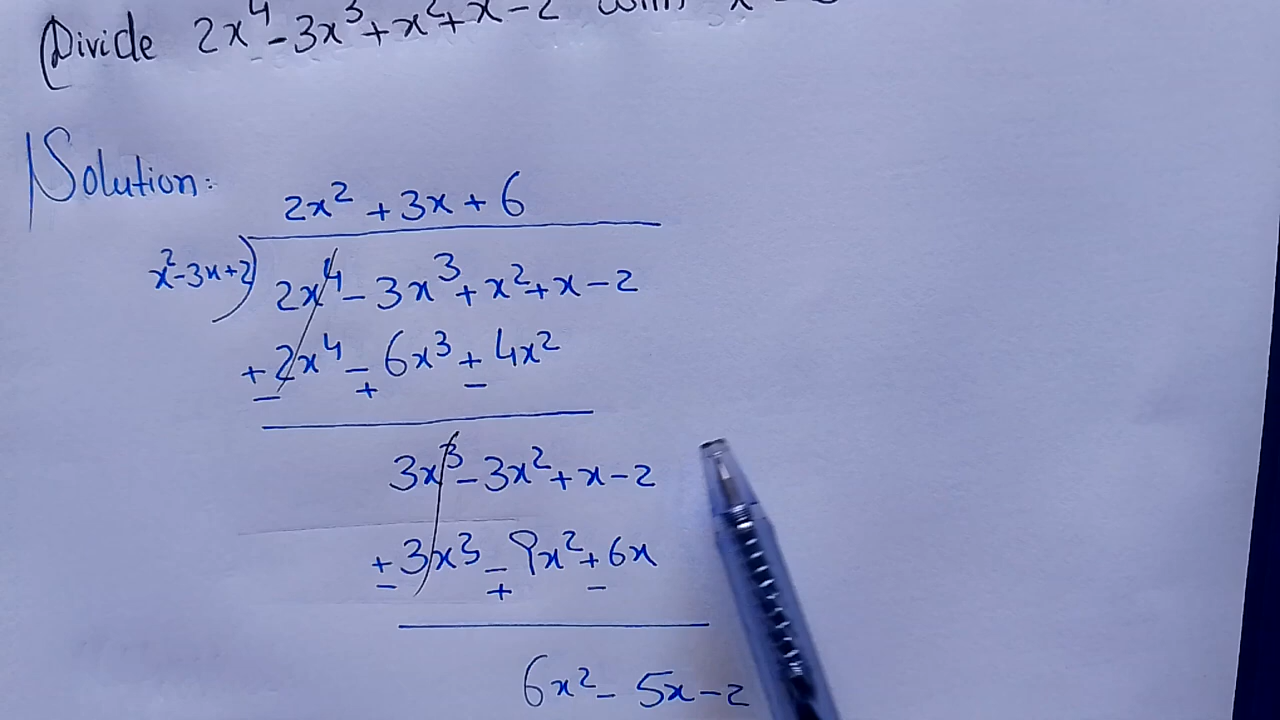 Divide 2x⁴ - 3x³ + x² + x - 2 with x
Solution:
2x² + 3x + 6
x² - 3x + 2) 2x⁴ - 3x³ + x² + x - 2
+ 2x⁴ - 6x³ + 4x²
- + -
3x³ - 3x² + x - 2
+ 3x³ - 9x² + 6x
- + -
6x² - 5x - 2